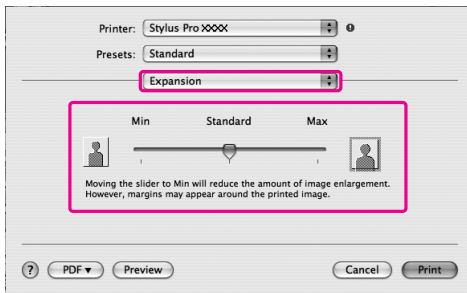 Printer: Stylus Pro XXXX
Presets: Standard
Expansion
Min Standard Max
Moving the slider to Min will reduce the amount of image enlargement.
However, margins may appear around the printed image.
? PDF▼ Preview Cancel Print